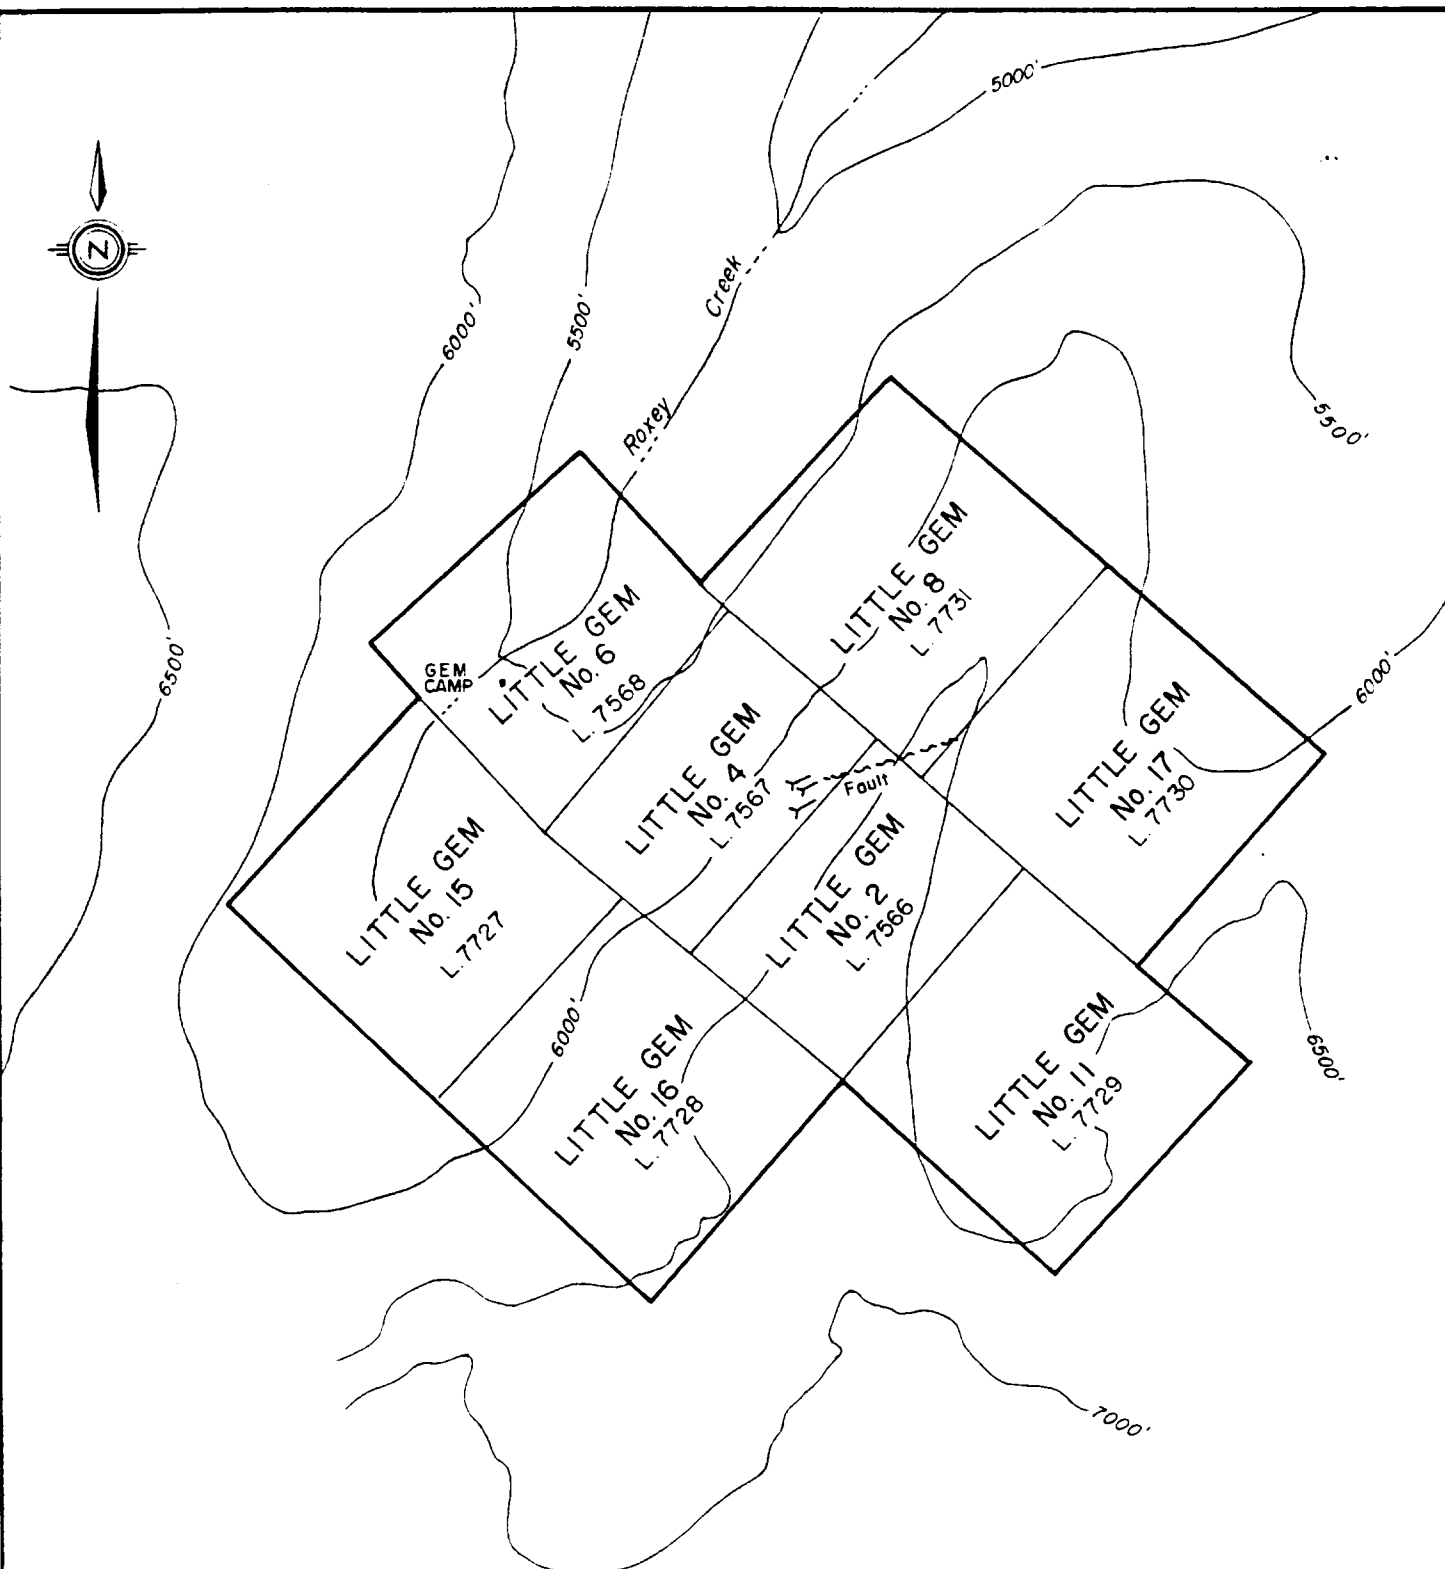 5000'
N
Creek
6000'
5500'
Roxey
5500'
LITTLE GEM
No. 8
L. 7731
LITTLE GEM
No. 6
L. 7568
GEM
CAMP
6500'
6000'
LITTLE GEM
No. 17
L. 7730
LITTLE GEM
No. 4
L. 7567
Fault
LITTLE GEM
No. 2
L. 7566
LITTLE GEM
No. 15
L. 7727
6000'
LITTLE GEM
No. 16
L. 7728
LITTLE GEM
No. 11
L. 7729
6500'
7000'